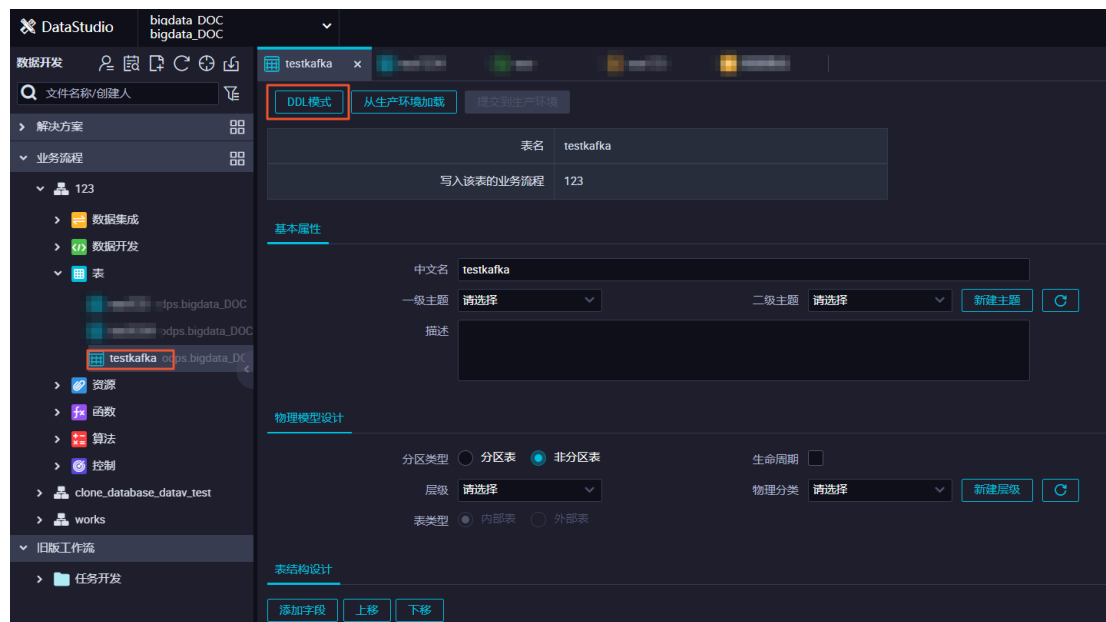 DataStudio
bigdata_DOC
bigdata_DOC
数据开发
文件名称/创建人
解决方案
业务流程
123
数据集成
数据开发
表
odps.bigdata_DOC
odps.bigdata_DOC
testkafka odps.bigdata_DC
资源
函数
算法
控制
clone_database_datav_test
works
旧版工作流
任务开发
testkafka x
DDL模式 从生产环境加载 提交到生产环境
表名 testkafka
写入该表的业务流程 123
基本属性
中文名 testkafka
一级主题 请选择 二级主题 请选择 新建主题
描述
物理模型设计
分区类型 分区表 非分区表 生命周期
层级 请选择 物理分类 请选择 新建层级
表类型 内部表 外部表
表结构设计
添加字段 上移 下移